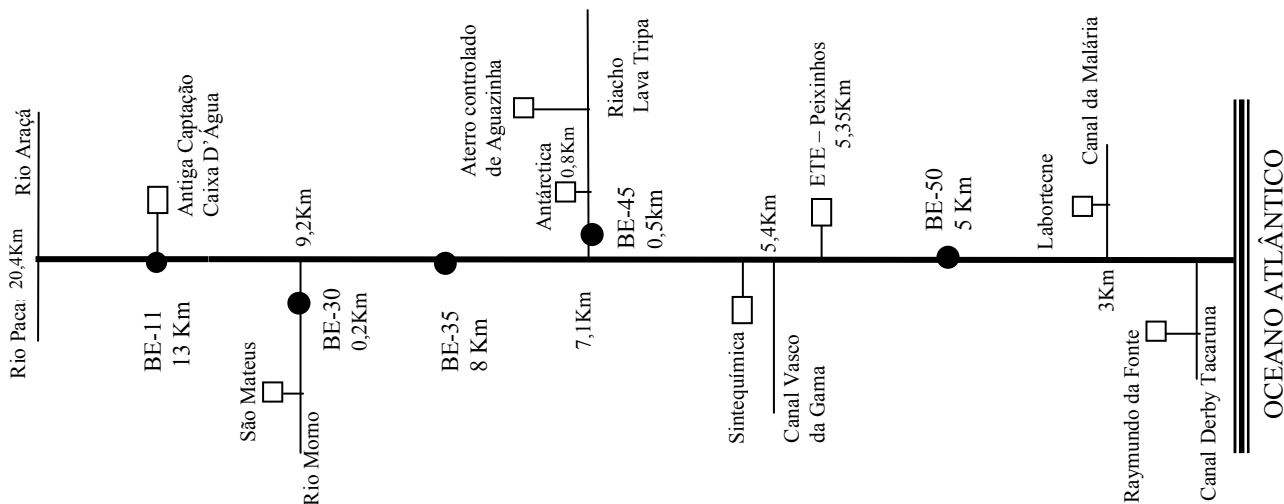 Rio Paca:
20,4Km
Rio Araçá
Antiga Captação
Caixa D'Água
BE-11
13 Km
São Mateus
Rio Morno
BE-30
0,2Km
9,2Km
BE-35
8 Km
Aterro controlado
de Aguazinha
Antárctica
0,8Km
Riacho
Lava Tripa
BE-45
0,5km
7,1Km
Sintequímica
5,4Km
Canal Vasco
da Gama
ETE – Peixinhos
5,35Km
BE-50
5 Km
Labortecne
Canal da Malária
3Km
Raymundo da Fonte
Canal Derby Tacaruna
OCEANO ATLÂNTICO